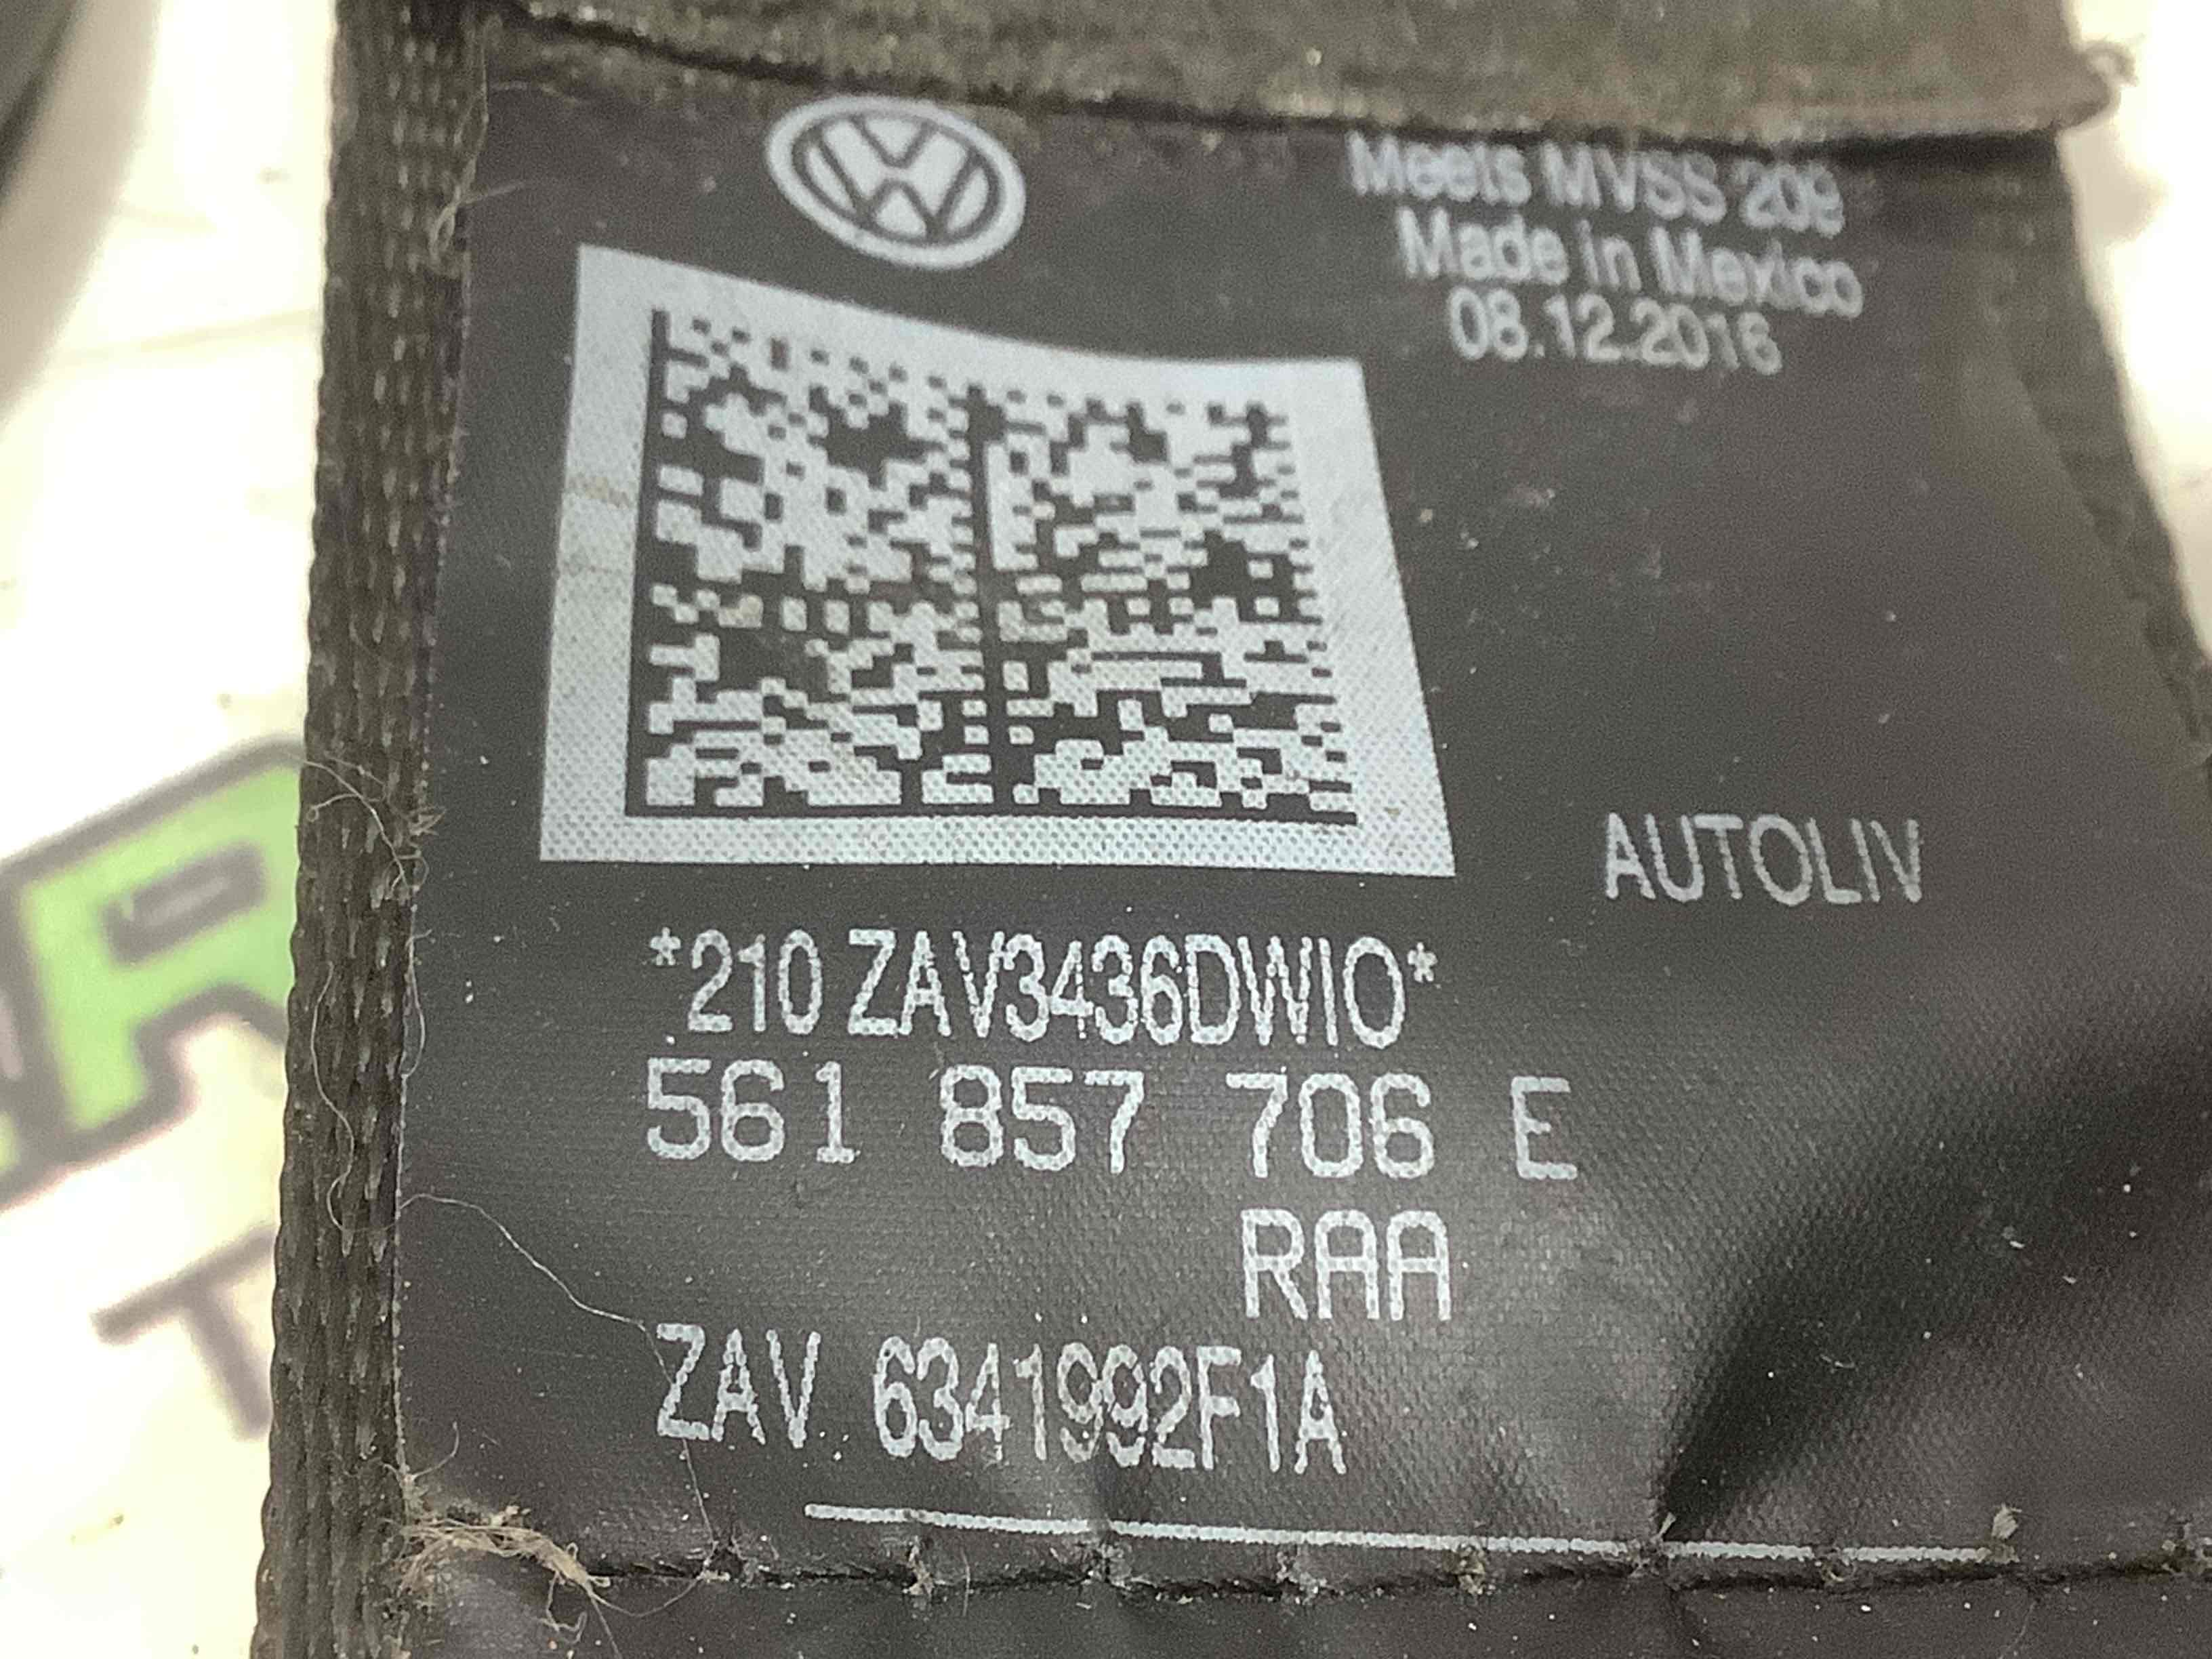 Meets MVSS 209
Made in Mexico
08.12.2016
AUTOLIV
*210 ZAV3436DWIO*
561 857 706 E
RAA
ZAV 6341992F1A
R
T